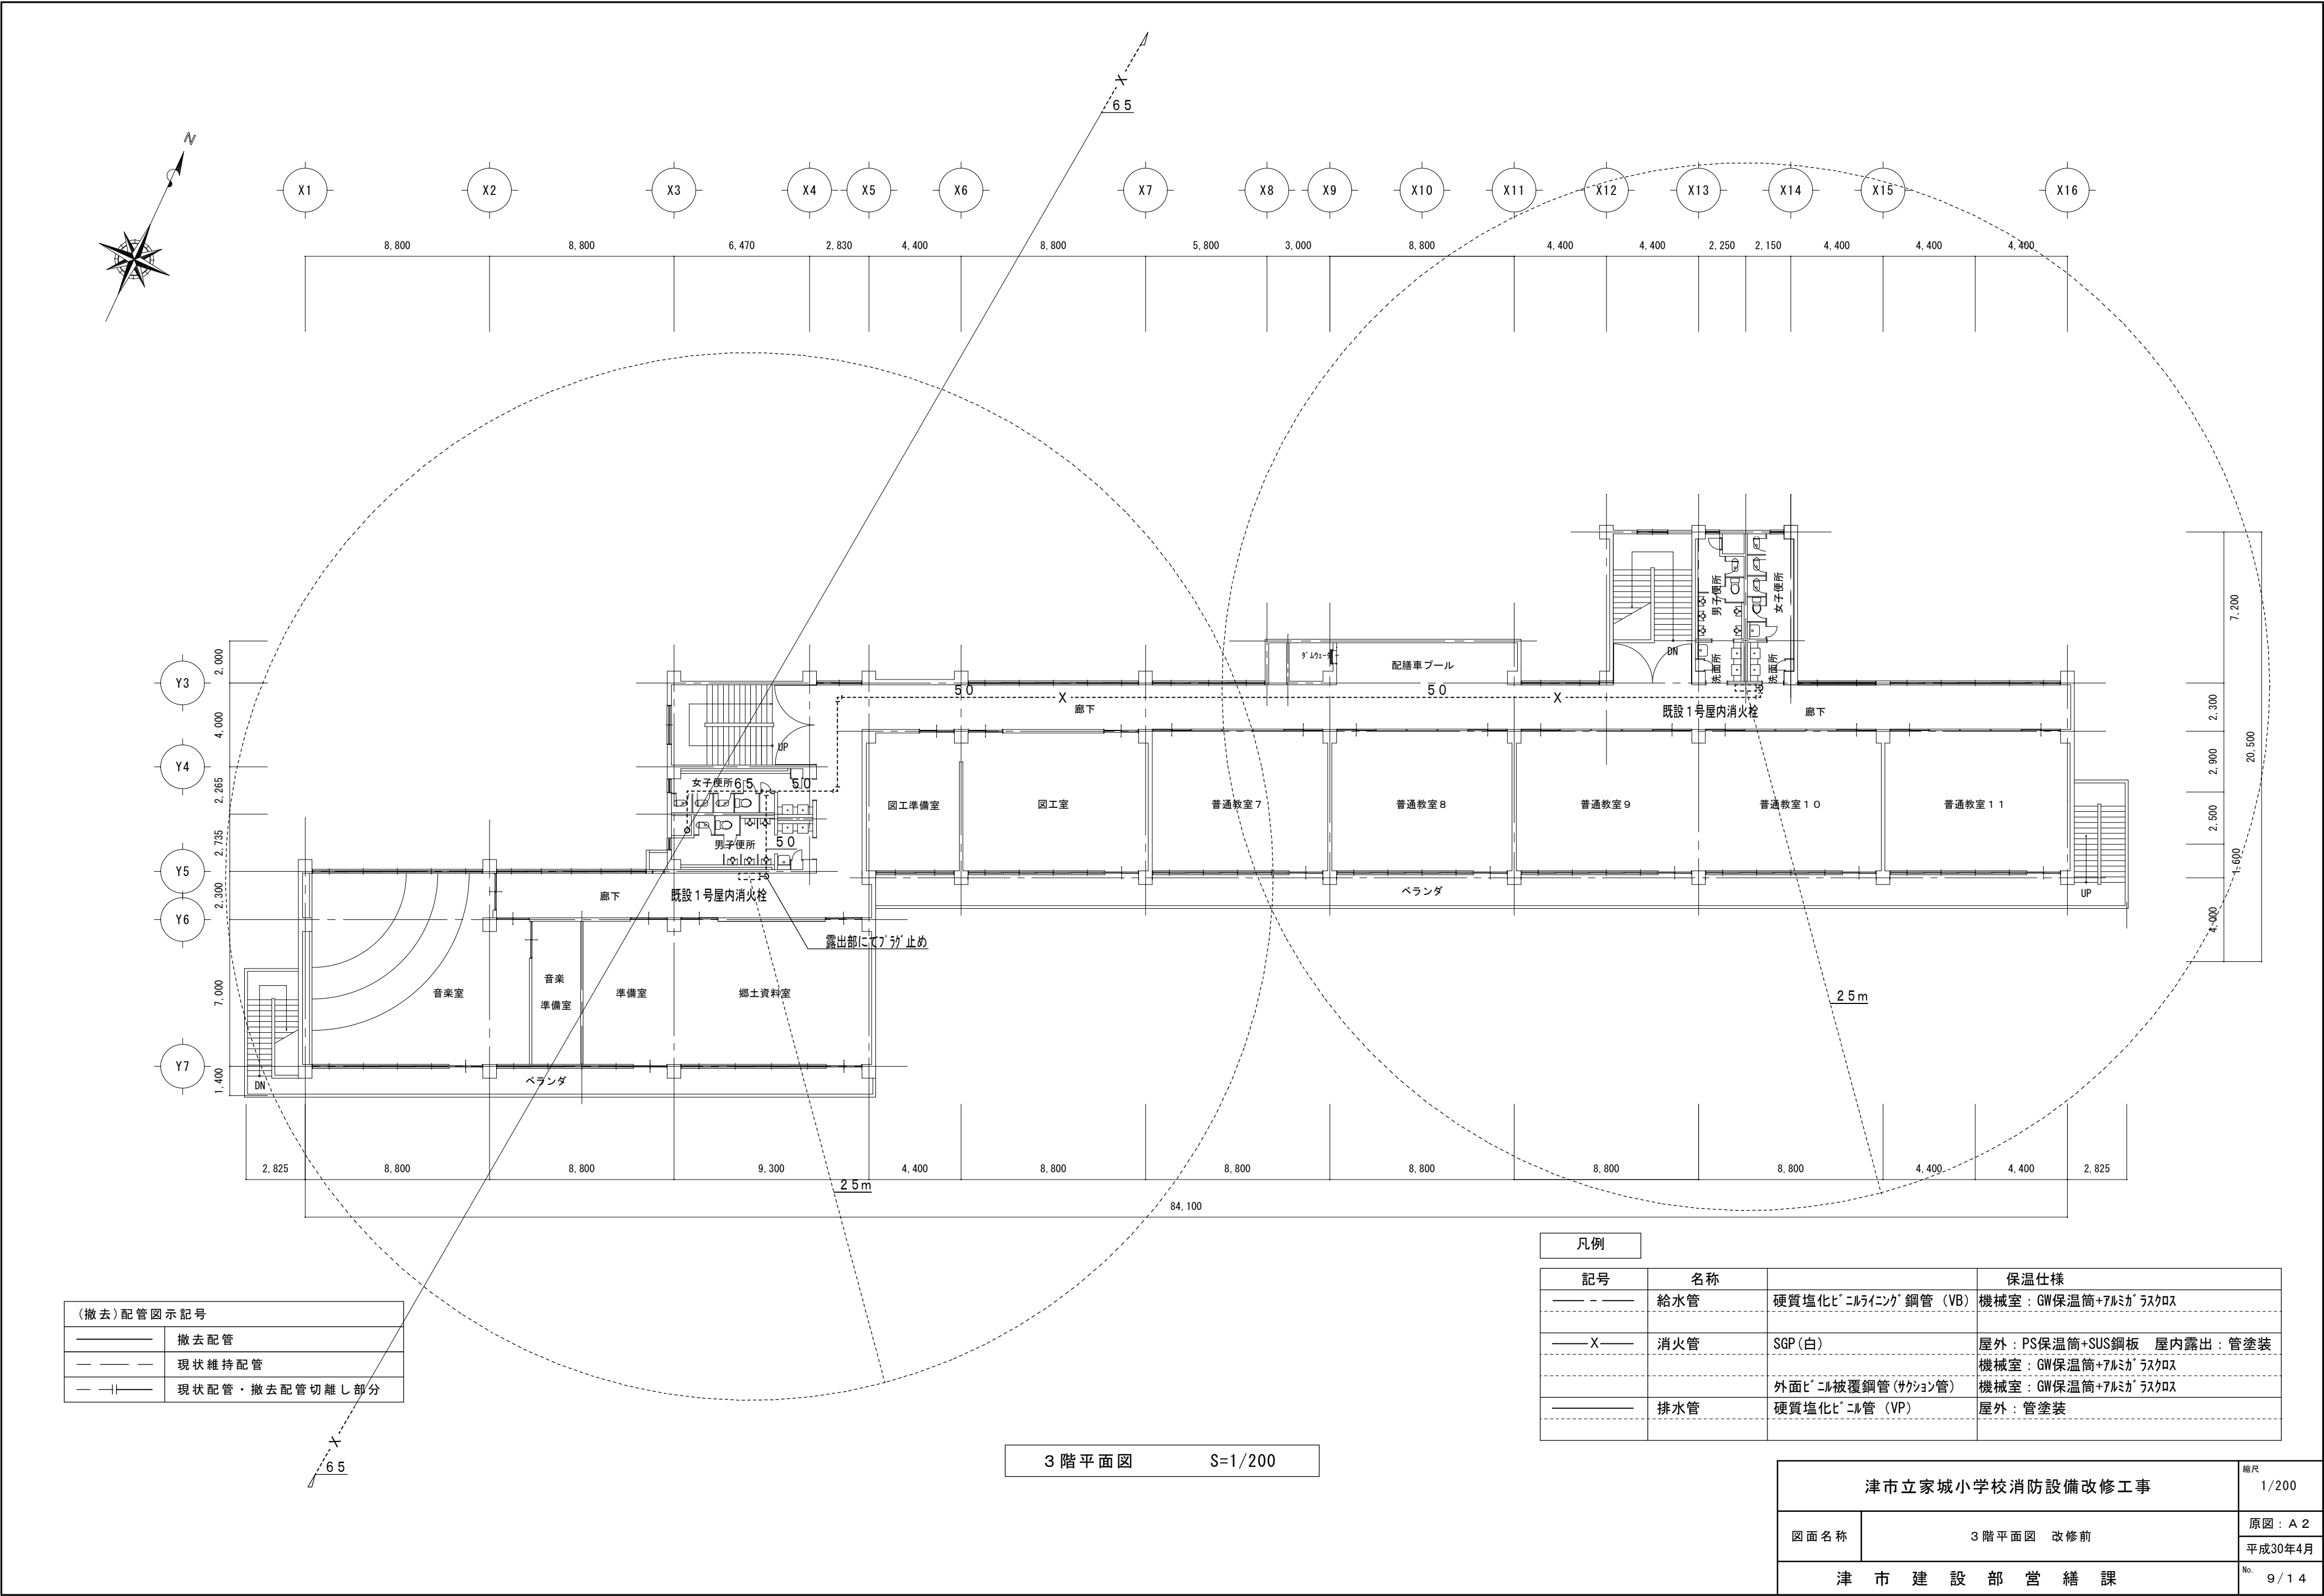 X
65
N
X1 X2 X3 X4 X5 X6 X7 X8 X9 X10 X11 X12 X13 X14 X15 X16
8,800 8,800 6,470 2,830 4,400 8,800 5,800 3,000 8,800 4,400 4,400 2,250 2,150 4,400 4,400 4,400
Y3
Y4
Y5
Y6
Y7
2,000
4,000
2,265
2,735
2,300
7,000
1,400
7,200
2,300
2,900
2,500
1,600
4,000
20,500
男子便所
女子便所
洗面所
洗面所
DN
ﾀﾞﾑｳｪｰﾀﾞ
配膳車プール
50 X 50 X
廊下
既設1号屋内消火栓
廊下
UP
女子便所 65 50
男子便所
50
図工準備室
図工室
普通教室7
普通教室8
普通教室9
普通教室10
普通教室11
ベランダ
UP
廊下
既設1号屋内消火栓
露出部にてﾌﾟﾗｸﾞ止め
音楽室
音楽
準備室
準備室
郷土資料室
ベランダ
DN
25m
25m
2,825 8,800 8,800 9,300 4,400 8,800 8,800 8,800 8,800 8,800 4,400 4,400 2,825
84,100
X
65
(撤去)配管図示記号
撤去配管
現状維持配管
現状配管・撤去配管切離し部分
3階平面図 S=1/200
凡例
記号 名称 保温仕様
給水管 硬質塩化ﾋﾞﾆﾙﾗｲﾆﾝｸﾞ鋼管 (VB) 機械室：GW保温筒+ｱﾙﾐｶﾞﾗｽｸﾛｽ
X 消火管 SGP(白) 屋外：PS保温筒+SUS鋼板 屋内露出：管塗装
機械室：GW保温筒+ｱﾙﾐｶﾞﾗｽｸﾛｽ
外面ﾋﾞﾆﾙ被覆鋼管(ｻｸｼｮﾝ管) 機械室：GW保温筒+ｱﾙﾐｶﾞﾗｽｸﾛｽ
排水管 硬質塩化ﾋﾞﾆﾙ管 (VP) 屋外：管塗装
津市立家城小学校消防設備改修工事
縮尺
1/200
図面名称
3階平面図 改修前
原図：A2
平成30年4月
津市建設部営繕課
No.
9/14